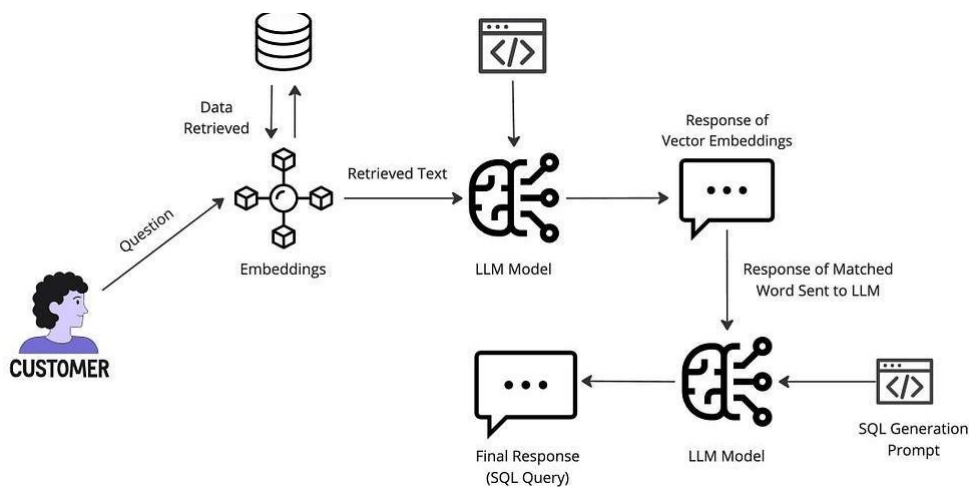 Data
Retrieved
Question
CUSTOMER
Embeddings
Retrieved Text
</>
LLM Model
Response of
Vector Embeddings
Response of Matched
Word Sent to LLM
LLM Model
</>
SQL Generation
Prompt
Final Response
(SQL Query)